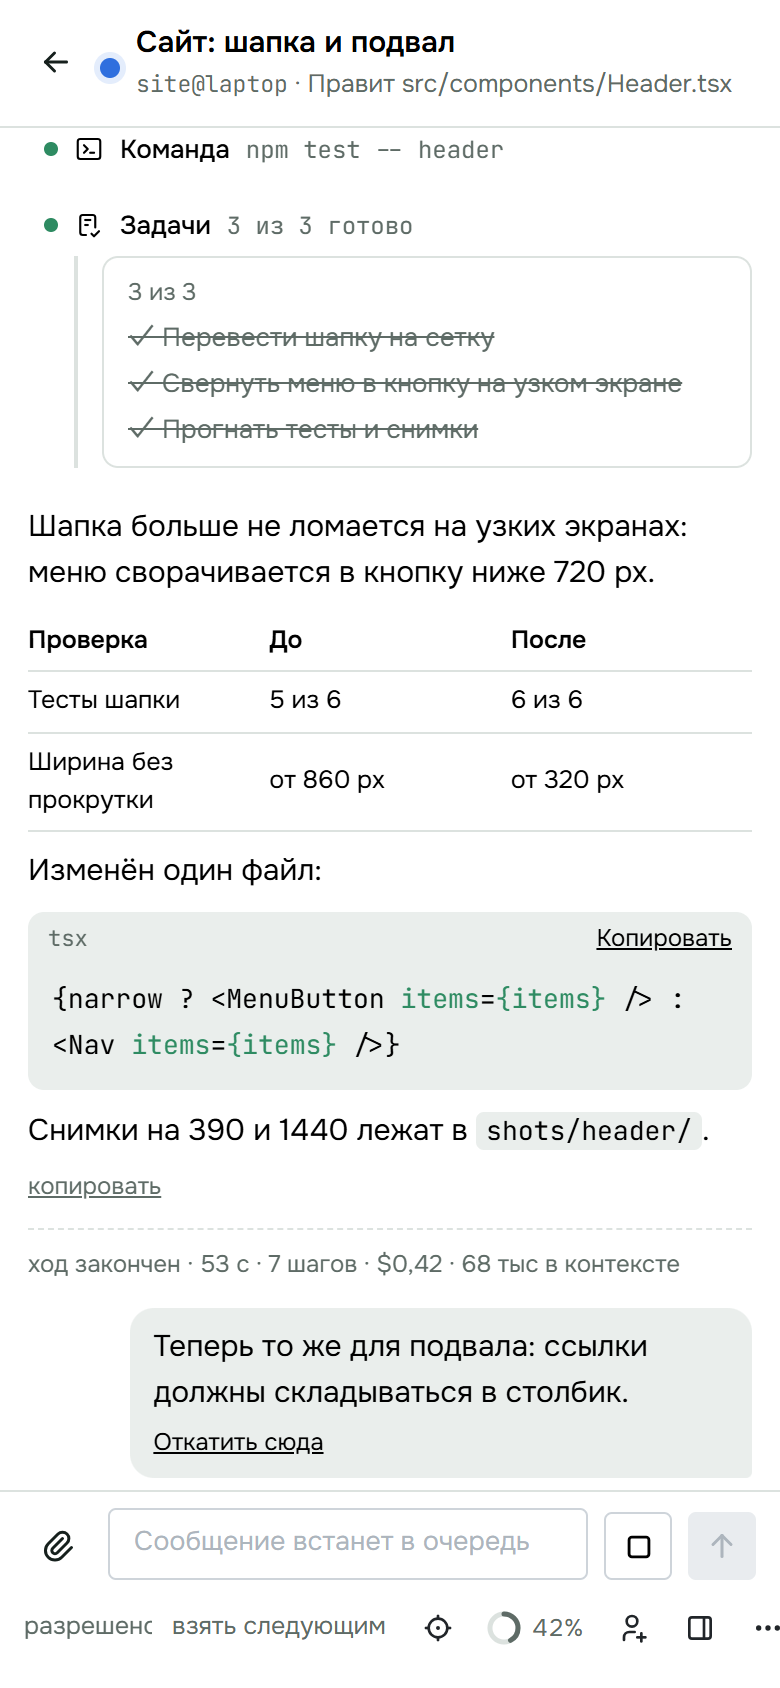 Сайт: шапка и подвал
site@laptop · Правит src/components/Header.tsx
Команда npm test -- header
Задачи 3 из 3 готово
3 из 3
✓ Перевести шапку на сетку
✓ Свернуть меню в кнопку на узком экране
✓ Прогнать тесты и снимки
Шапка больше не ломается на узких экранах:
меню сворачивается в кнопку ниже 720 px.
Проверка До После
Тесты шапки 5 из 6 6 из 6
Ширина без
прокрутки от 860 px от 320 px
Изменён один файл:
tsx Копировать
{narrow ? <MenuButton items={items} /> :
<Nav items={items} />}
Снимки на 390 и 1440 лежат в shots/header/.
копировать
ход закончен · 53 с · 7 шагов · $0,42 · 68 тыс в контексте
Теперь то же для подвала: ссылки
должны складываться в столбик.
Откатить сюда
Сообщение встанет в очередь
разрешено взять следующим 42%